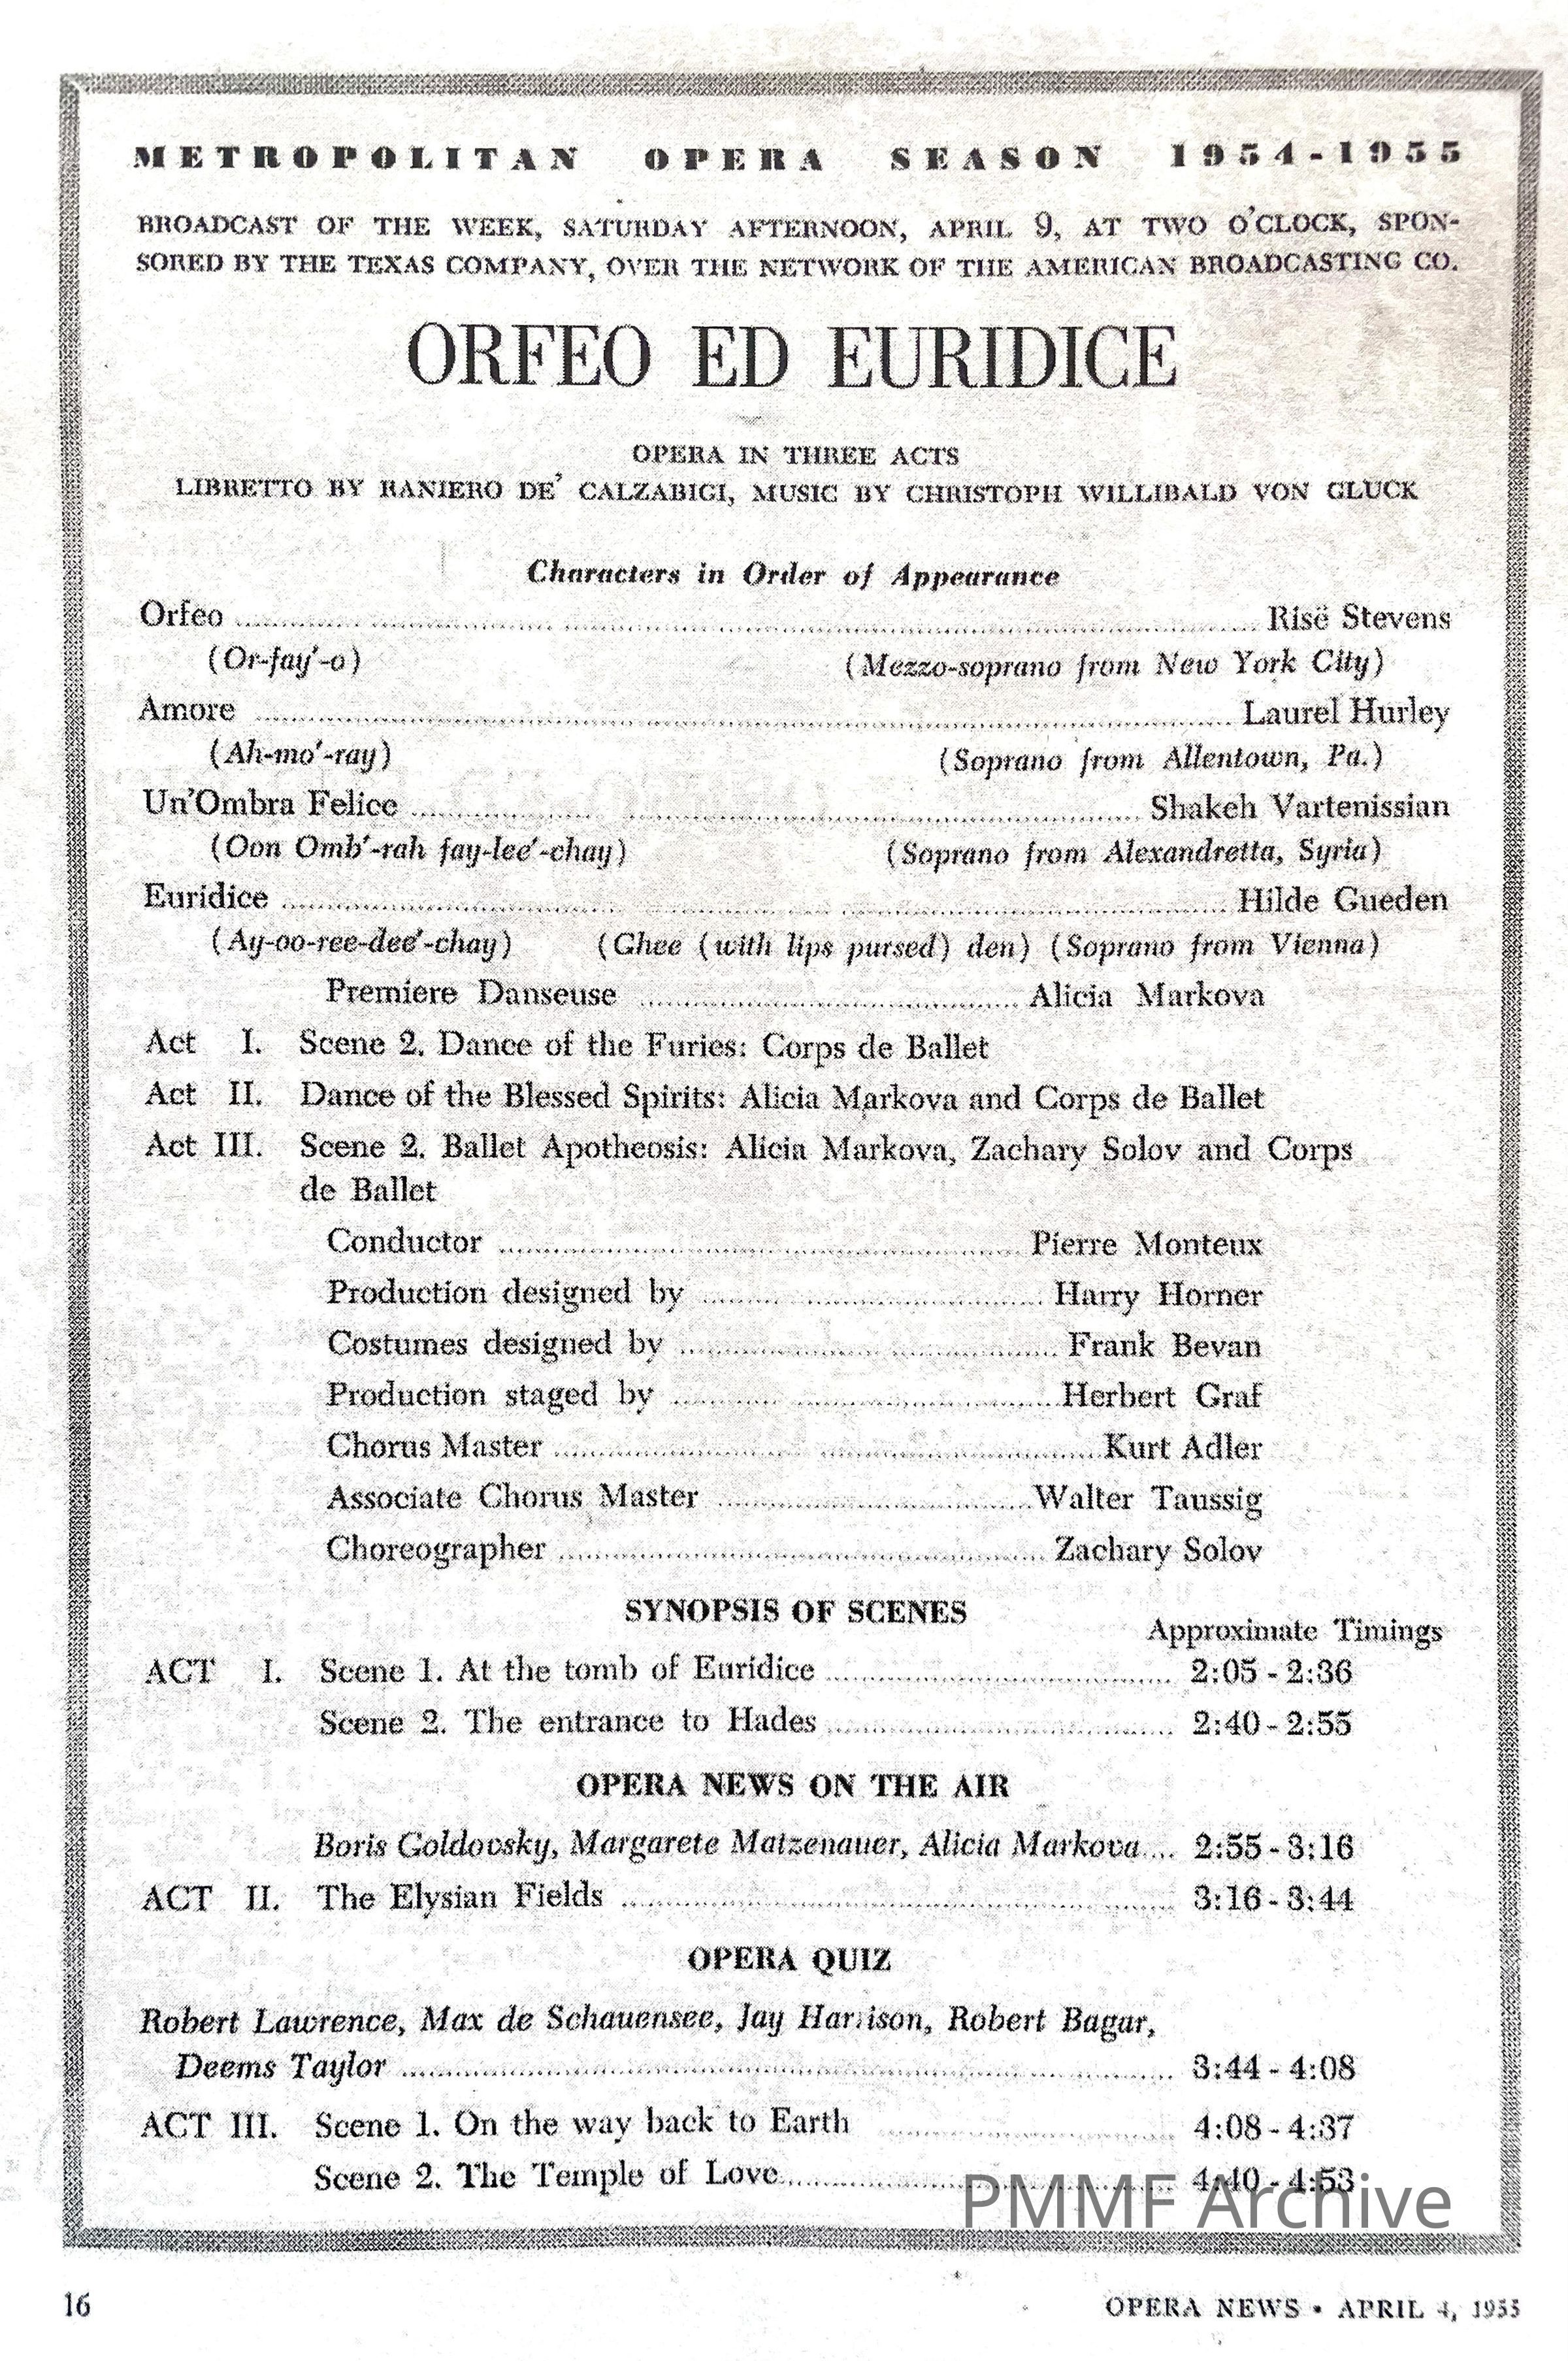 METROPOLITAN OPERA SEASON 1954-1955
BROADCAST OF THE WEEK, SATURDAY AFTERNOON, APRIL 9, AT TWO O'CLOCK, SPON-
SORED BY THE TEXAS COMPANY, OVER THE NETWORK OF THE AMERICAN BROADCASTING CO.
ORFEO ED EURIDICE
OPERA IN THREE ACTS
LIBRETTO BY RANIERO DE' CALZABIGI, MUSIC BY CHRISTOPH WILLIBALD VON GLUCK
Characters in Order of Appearance
Orfeo ........ Risë Stevens
(Or-fay'-o) (Mezzo-soprano from New York City)
Amore ........ Laurel Hurley
(Ah-mo'-ray) (Soprano from Allentown, Pa.)
Un'Ombra Felice ........ Shakeh Vartenissian
(Oon Omb'-rah fay-lee'-chay) (Soprano from Alexandretta, Syria)
Euridice ........ Hilde Gueden
(Ay-oo-ree-dee'-chay) (Ghee (with lips pursed) den) (Soprano from Vienna)
Premiere Danseuse ........ Alicia Markova
Act I. Scene 2. Dance of the Furies: Corps de Ballet
Act II. Dance of the Blessed Spirits: Alicia Markova and Corps de Ballet
Act III. Scene 2. Ballet Apotheosis: Alicia Markova, Zachary Solov and Corps
de Ballet
Conductor ........ Pierre Monteux
Production designed by ........ Harry Horner
Costumes designed by ........ Frank Bevan
Production staged by ........ Herbert Graf
Chorus Master ........ Kurt Adler
Associate Chorus Master ........ Walter Taussig
Choreographer ........ Zachary Solov
SYNOPSIS OF SCENES
Approximate Timings
ACT I. Scene 1. At the tomb of Euridice ........ 2:05 - 2:36
Scene 2. The entrance to Hades ........ 2:40 - 2:55
OPERA NEWS ON THE AIR
Boris Goldovsky, Margarete Matzenauer, Alicia Markova.... 2:55 - 3:16
ACT II. The Elysian Fields ........ 3:16 - 3:44
OPERA QUIZ
Robert Lawrence, Max de Schauensee, Jay Harrison, Robert Bagar,
Deems Taylor ........ 3:44 - 4:08
ACT III. Scene 1. On the way back to Earth ........ 4:08 - 4:37
Scene 2. The Temple of Love ........ 4:40 - 4:53
PMMF Archive
16 OPERA NEWS • APRIL 4, 1955